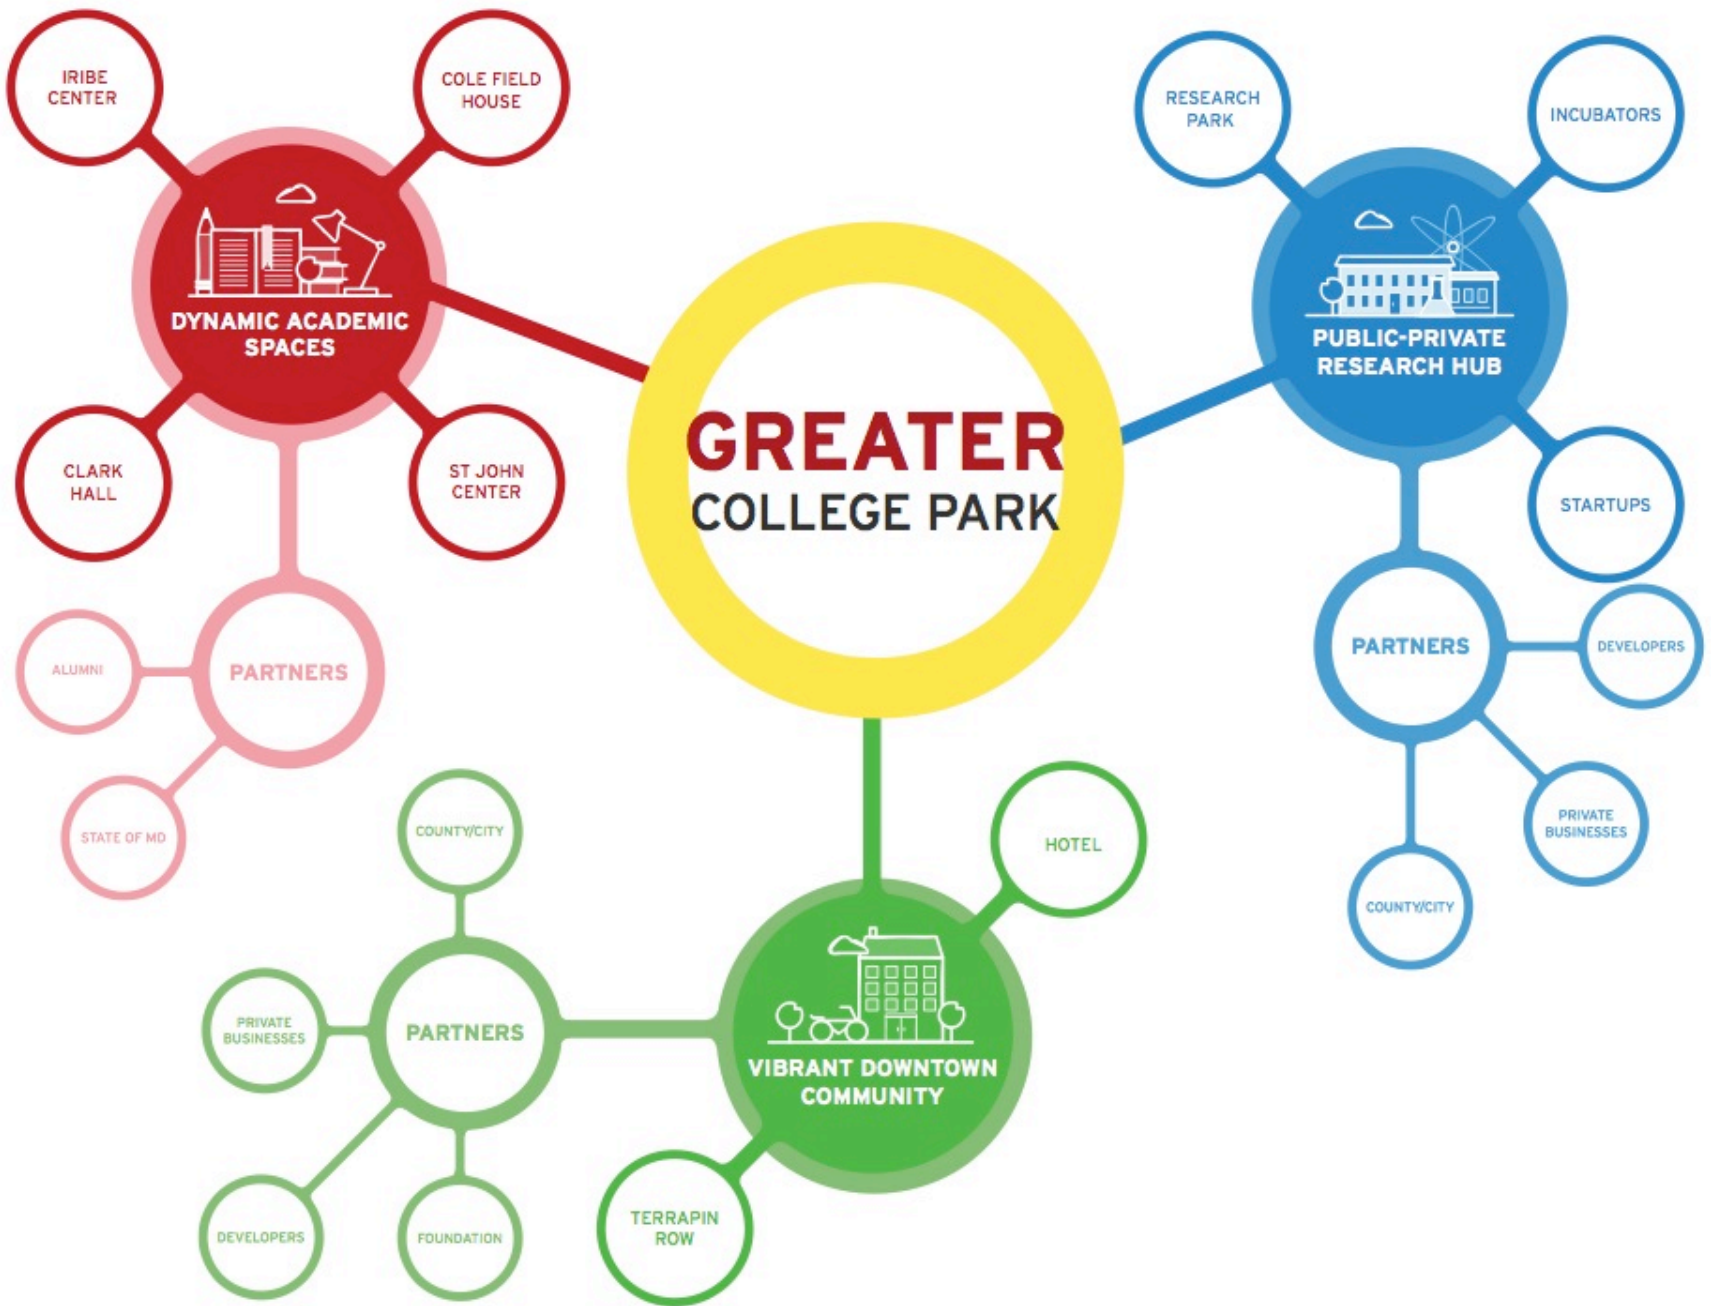 IRIBE
CENTER
COLE FIELD
HOUSE
DYNAMIC ACADEMIC
SPACES
CLARK
HALL
ST JOHN
CENTER
PARTNERS
ALUMNI
STATE OF MD
GREATER
COLLEGE PARK
RESEARCH
PARK
INCUBATORS
PUBLIC-PRIVATE
RESEARCH HUB
STARTUPS
PARTNERS
DEVELOPERS
PRIVATE
BUSINESSES
COUNTY/CITY
HOTEL
VIBRANT DOWNTOWN
COMMUNITY
TERRAPIN
ROW
PARTNERS
COUNTY/CITY
PRIVATE
BUSINESSES
DEVELOPERS
FOUNDATION